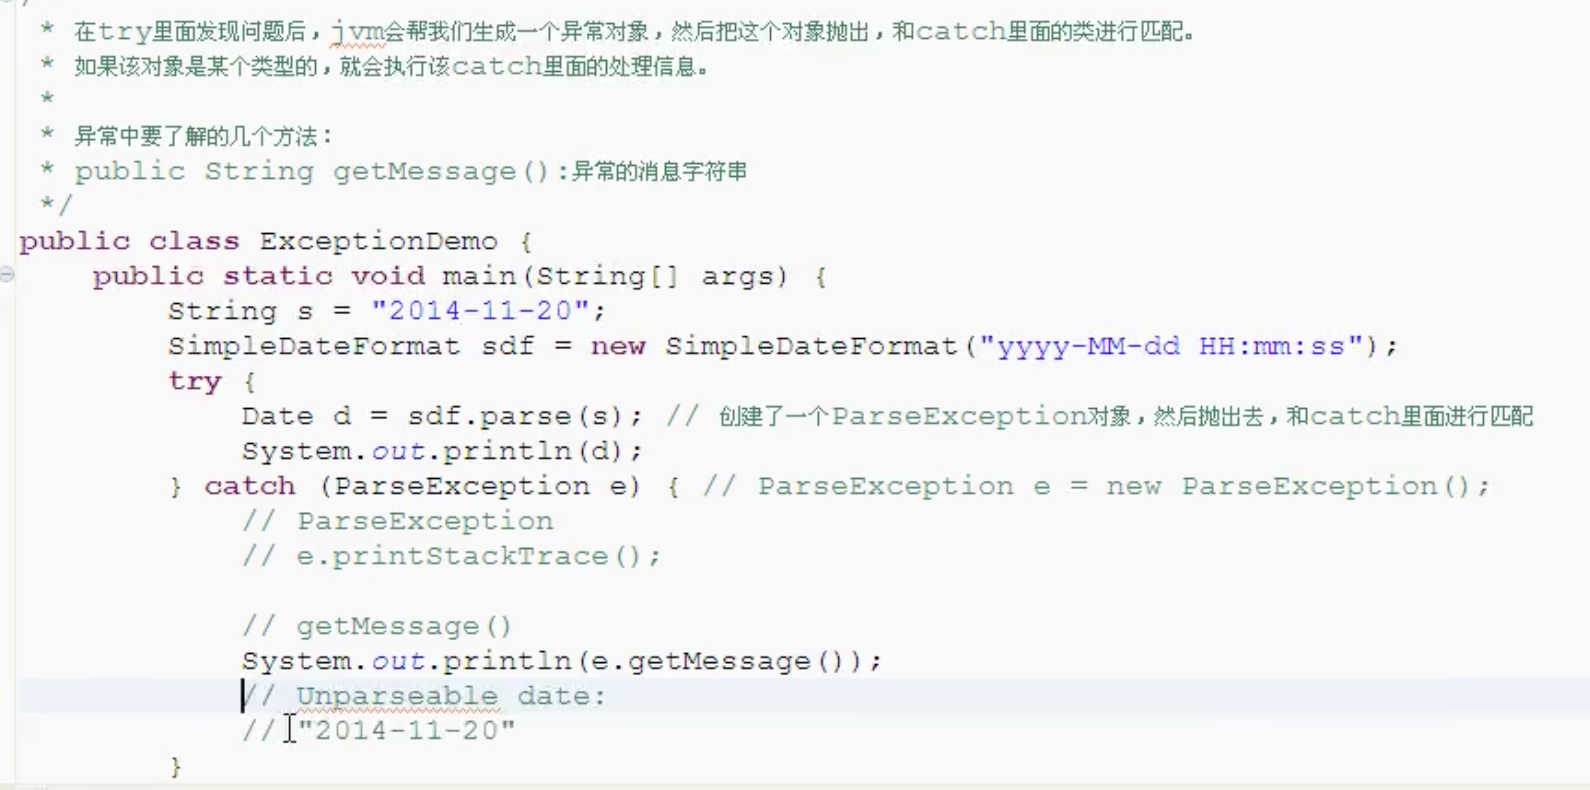 * 在try里面发现问题后，jvm会帮我们生成一个异常对象，然后把这个对象抛出，和catch里面的类进行匹配。
* 如果该对象是某个类型的，就会执行该catch里面的处理信息。
*
* 异常中要了解的几个方法：
* public String getMessage():异常的消息字符串
*/
public class ExceptionDemo {
public static void main(String[] args) {
String s = "2014-11-20";
SimpleDateFormat sdf = new SimpleDateFormat("yyyy-MM-dd HH:mm:ss");
try {
Date d = sdf.parse(s); // 创建了一个ParseException对象，然后抛出去，和catch里面进行匹配
System.out.println(d);
} catch (ParseException e) { // ParseException e = new ParseException();
// ParseException
// e.printStackTrace();
// getMessage()
System.out.println(e.getMessage());
// Unparseable date:
// "2014-11-20"
}